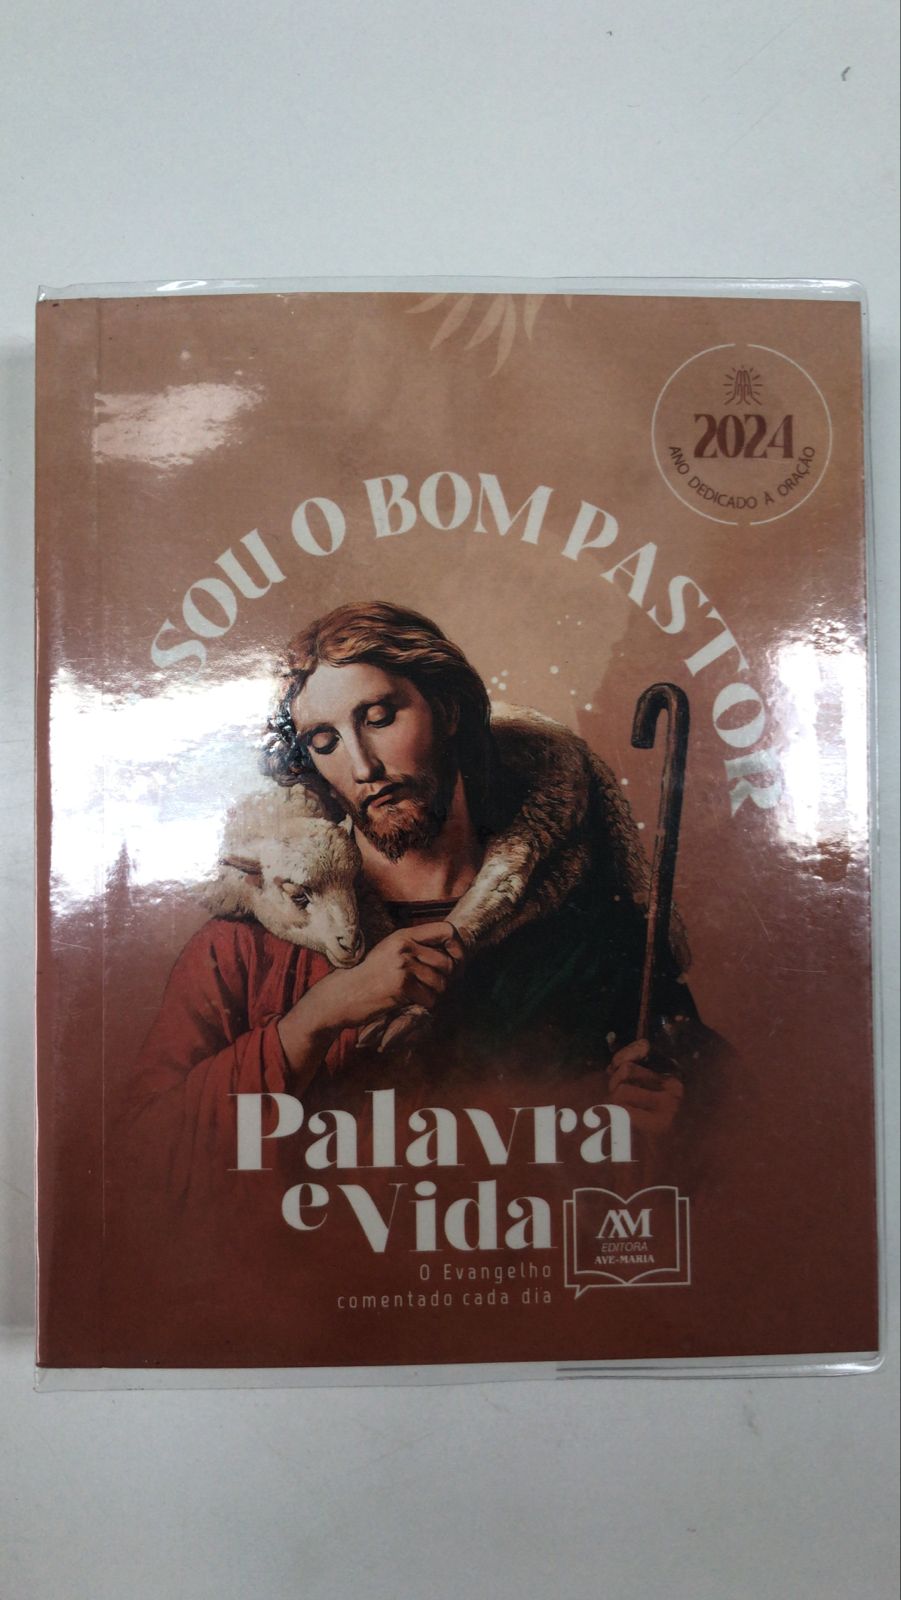 2024
ANO DEDICADO À ORAÇÃO
SOU O BOM PASTOR
Palavra
e Vida
AM
EDITORA
AVE-MARIA
O Evangelho
comentado cada dia